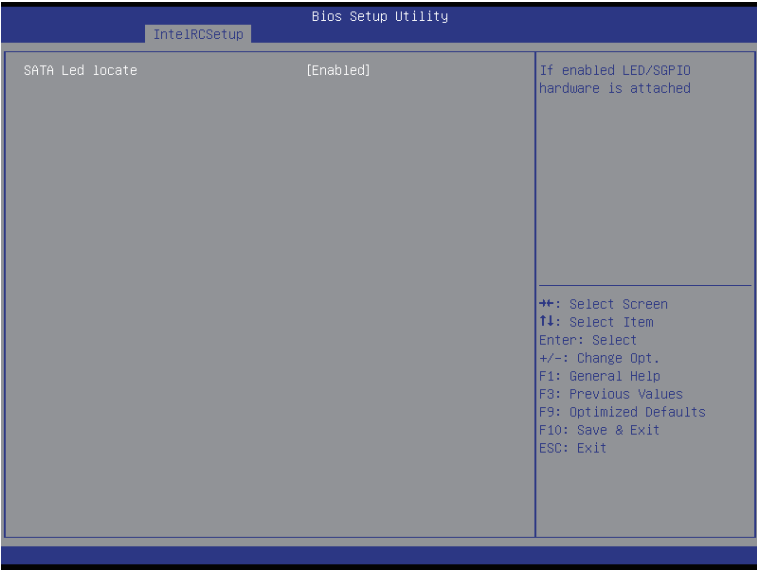 Bios Setup Utility
IntelRCSetup
SATA Led locate [Enabled]
If enabled LED/SGPIO
hardware is attached
→←: Select Screen
↑↓: Select Item
Enter: Select
+/-: Change Opt.
F1: General Help
F3: Previous Values
F9: Optimized Defaults
F10: Save & Exit
ESC: Exit